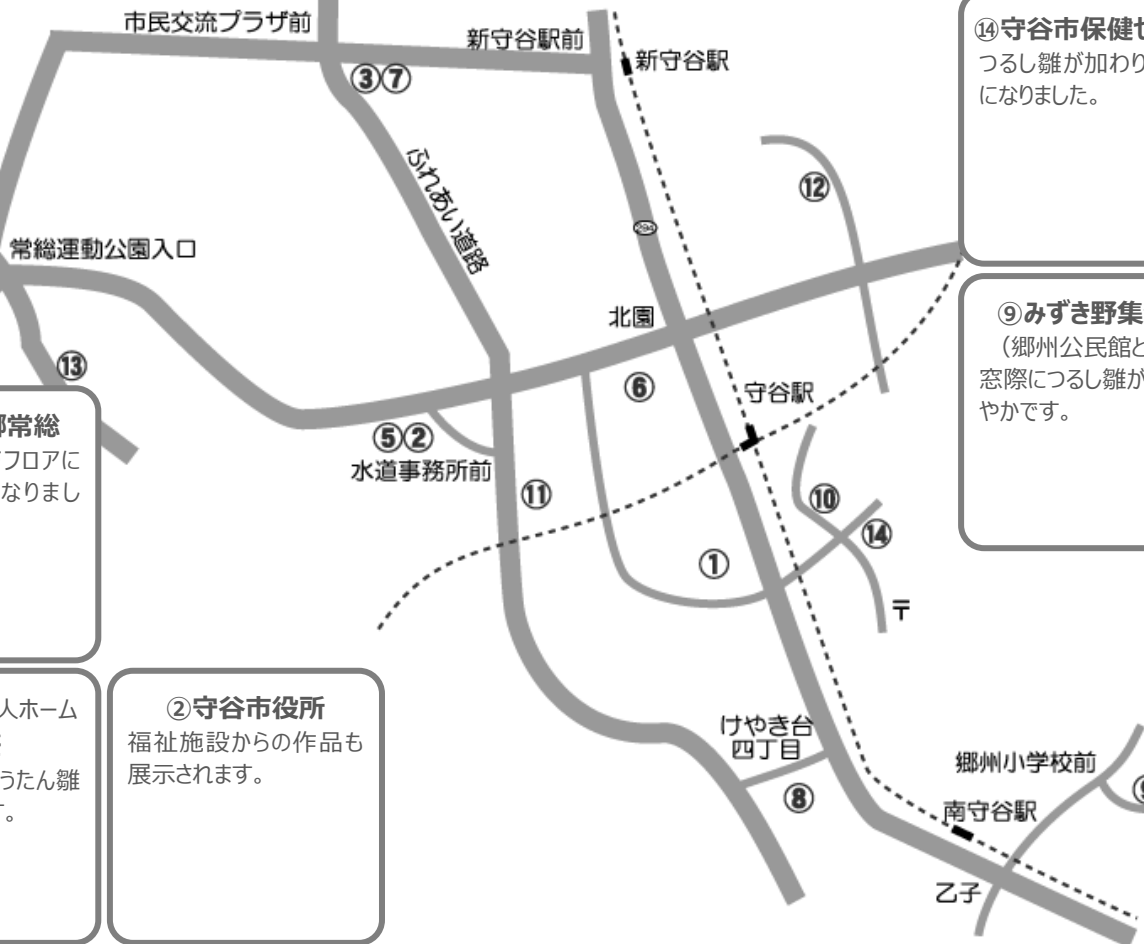 市民交流プラザ前
新守谷駅前
新守谷駅
③⑦
ふれあい道路
294
⑫
常総運動公園入口
北園
⑬
⑥
守谷駅
⑤②
水道事務所前
⑪
⑩
⑭
①
〒
けやき台
四丁目
⑧
郷州小学校前
南守谷駅
乙子
⑭守谷市保健
つるし雛が加わり
になりました。
⑨みずき野集
（郷州公民館と
窓際につるし雛が
やかです。
常総
フロアに
なりまし
人ホーム
うたん雛
す。
②守谷市役所
福祉施設からの作品も
展示されます。